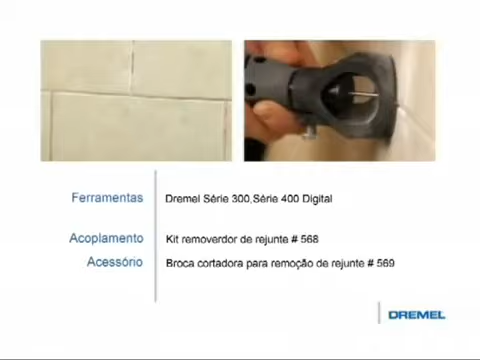 Ferramentas Dremel Série 300,Série 400 Digital
Acoplamento Kit removerdor de rejunte # 568
Acessório Broca cortadora para remoção de rejunte # 569
DREMEL